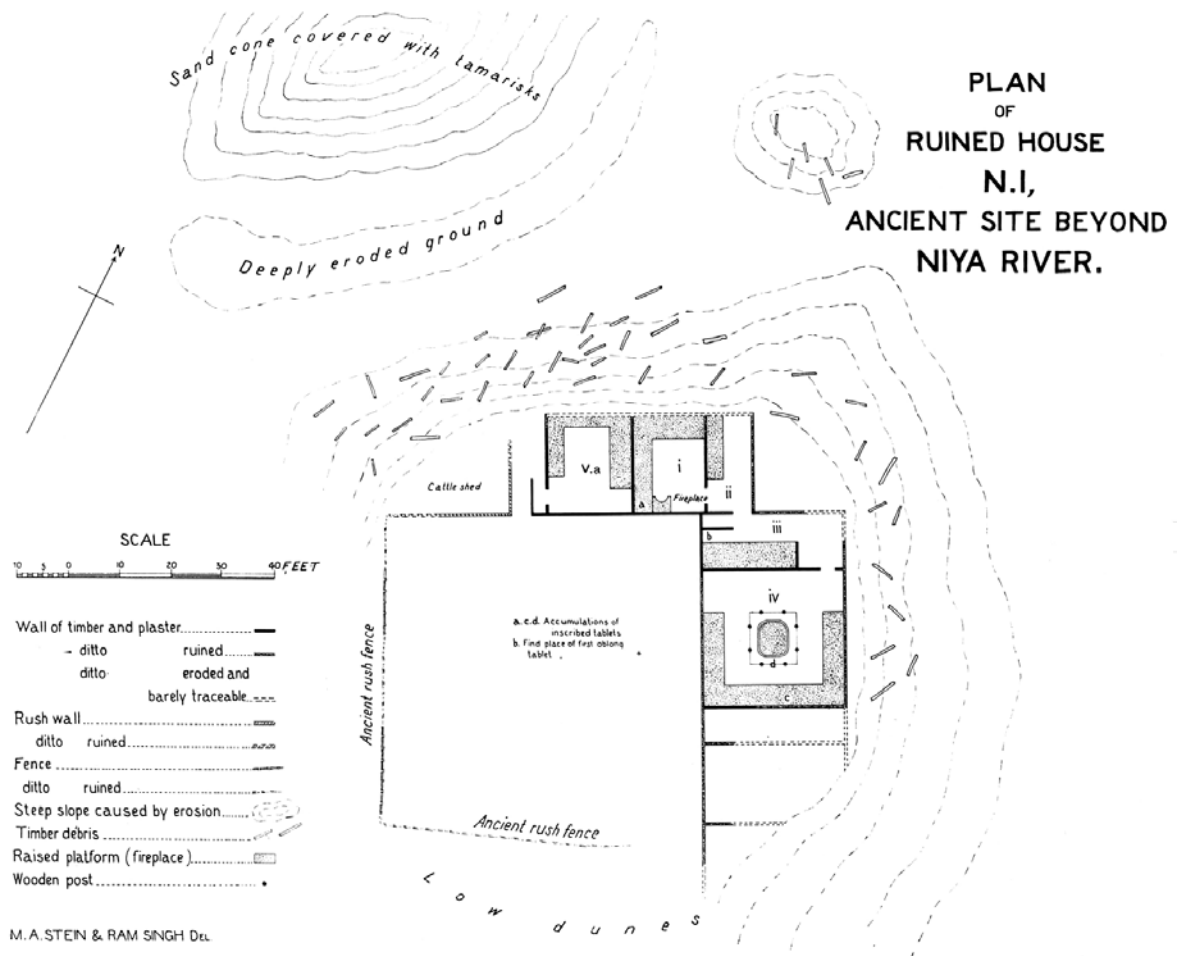 Sand cone covered with tamarisks
PLAN
OF
RUINED HOUSE
N.I,
ANCIENT SITE BEYOND
NIYA RIVER.
Deeply eroded ground
N
V.a
i
Fireplace
a
ii
Cattle shed
iii
b
SCALE
10 5 0 10 20 30 40 FEET
iv
d
c
a.c.d. Accumulations of
inscribed tablets
b. Find place of first oblong
tablet
Wall of timber and plaster
ditto ruined
ditto eroded and
barely traceable
Rush wall
ditto ruined
Fence
ditto ruined
Steep slope caused by erosion
Timber débris
Raised platform (fireplace)
Wooden post
Ancient rush fence
Ancient rush fence
Low dunes
M.A.STEIN & RAM SINGH DEL.